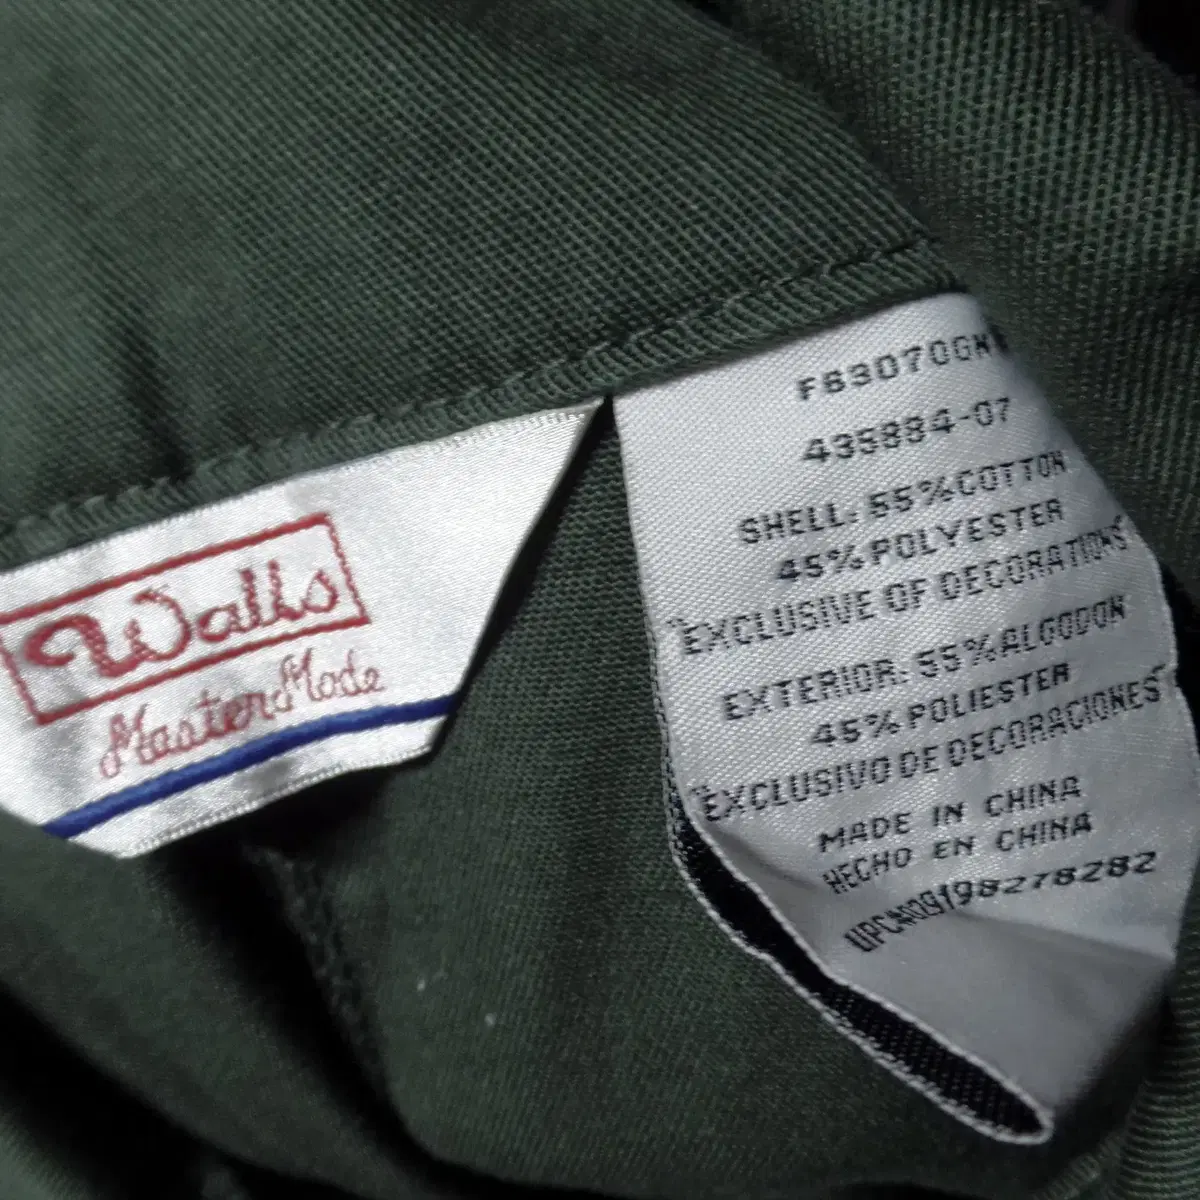 Walls
Master Made
F63070GN
435884-07
SHELL: 55% COTTON
45% POLYESTER
"EXCLUSIVE OF DECORATIONS"
EXTERIOR: 55% ALGODON
45% POLIESTER
"EXCLUSIVO DE DECORACIONES"
MADE IN CHINA
HECHO EN CHINA
UPC#039198278282